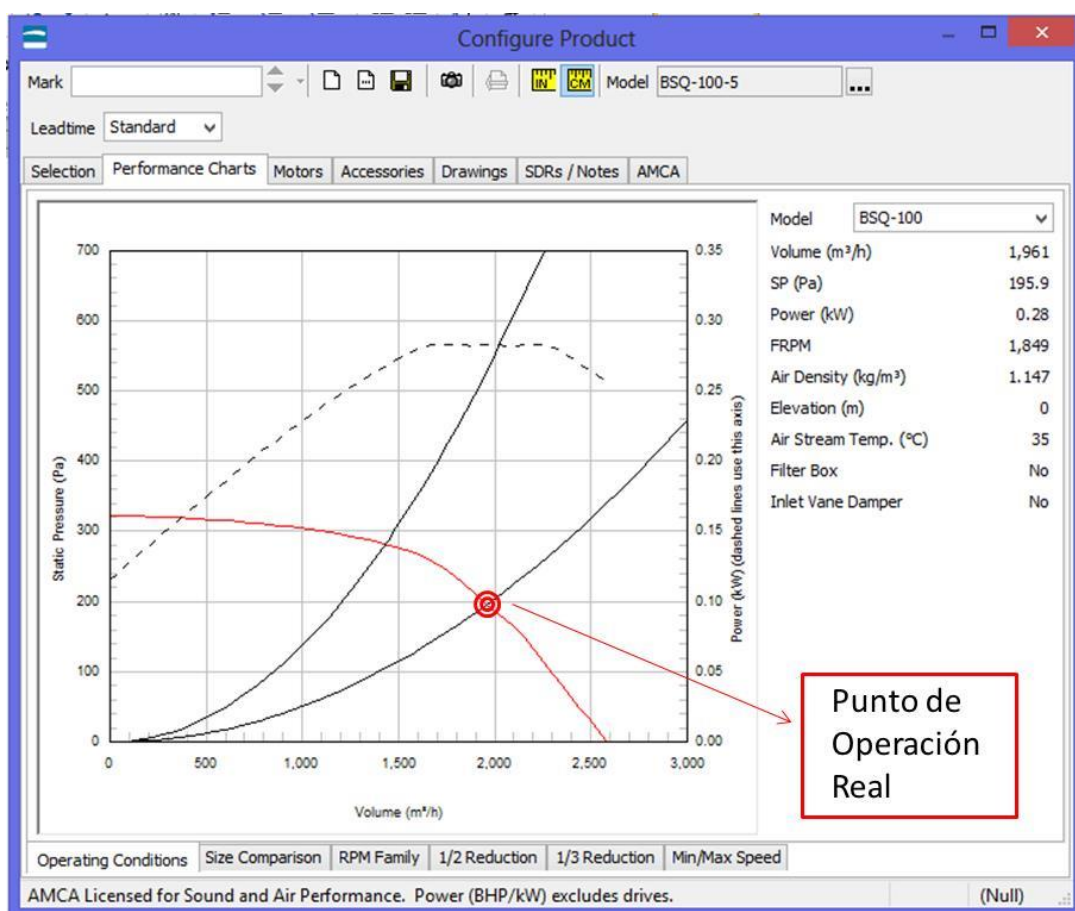 Configure Product
Mark
IN
CM
Model BSQ-100-5
...
Leadtime Standard
Selection Performance Charts Motors Accessories Drawings SDRs / Notes AMCA
Model BSQ-100
Volume (m³/h) 1,961
SP (Pa) 195.9
Power (kW) 0.28
FRPM 1,849
Air Density (kg/m³) 1.147
Elevation (m) 0
Air Stream Temp. (ºC) 35
Filter Box No
Inlet Vane Damper No
Static Pressure (Pa)
700
600
500
400
300
200
100
0
0.35
0.30
0.25
0.20
0.15
0.10
0.05
0.00
Power (kW) (dashed lines use this axis)
0 500 1,000 1,500 2,000 2,500 3,000
Volume (m³/h)
Punto de
Operación
Real
Operating Conditions Size Comparison RPM Family 1/2 Reduction 1/3 Reduction Min/Max Speed
AMCA Licensed for Sound and Air Performance. Power (BHP/kW) excludes drives. (Null)